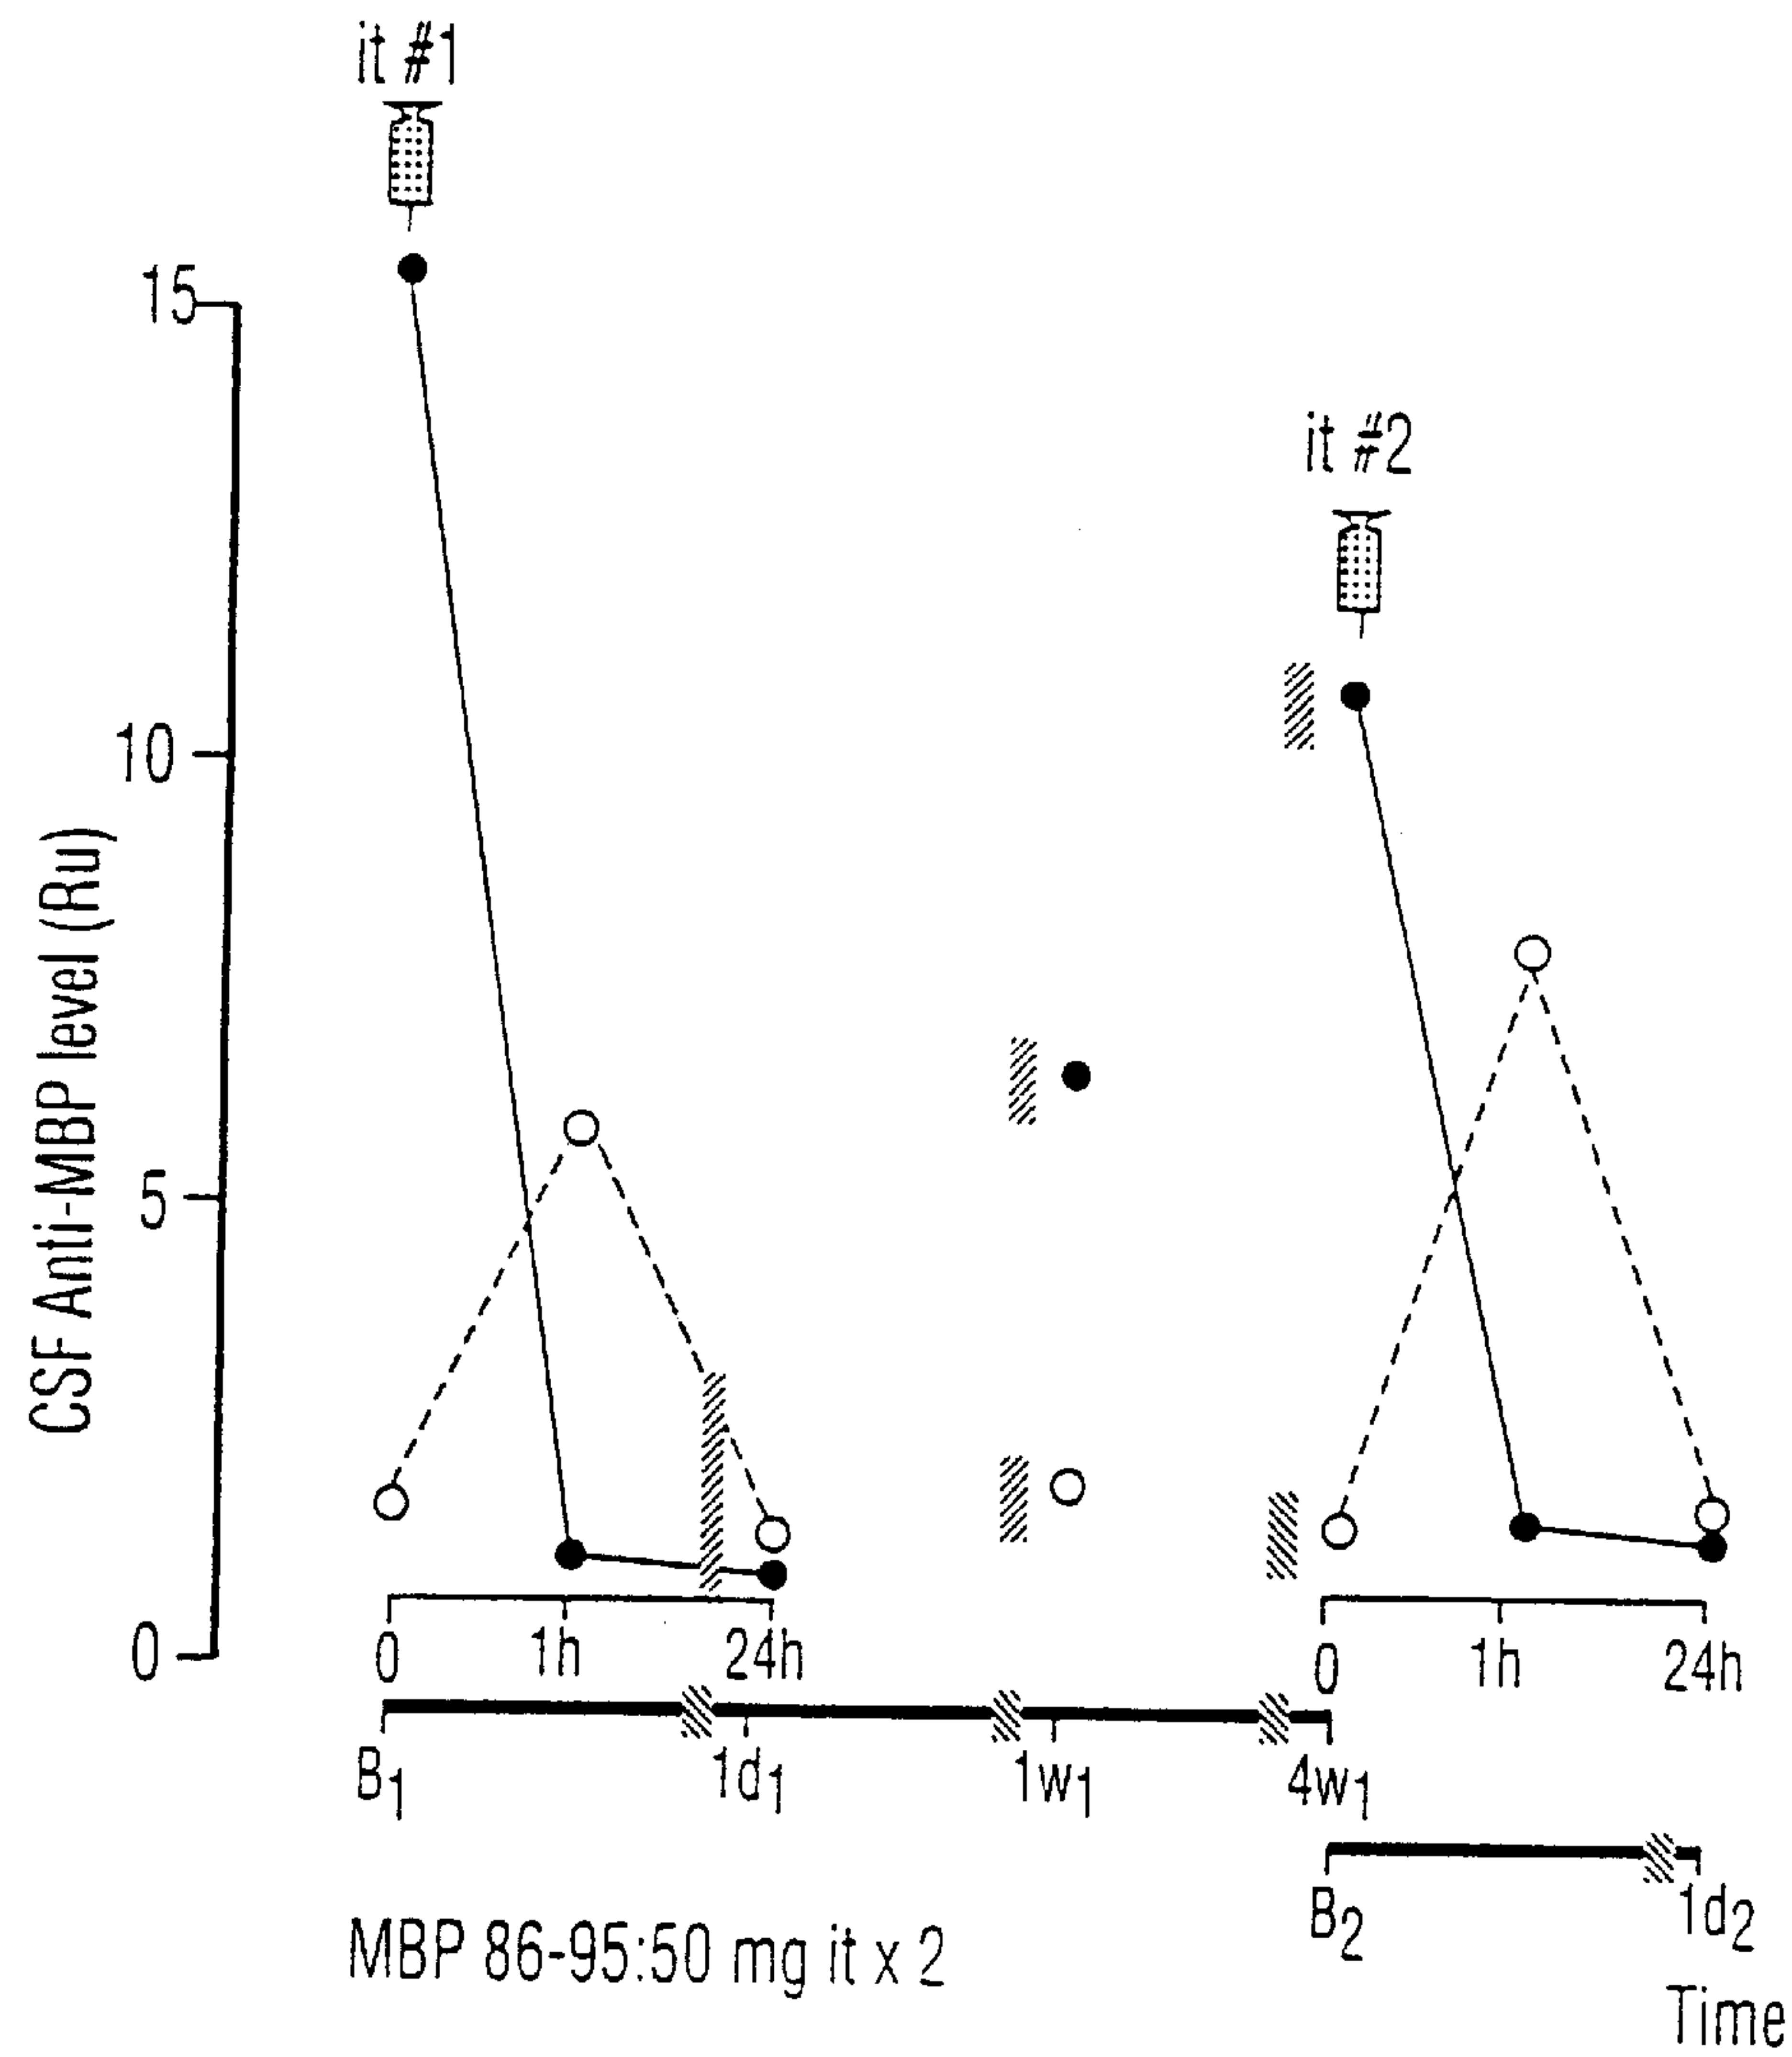 it #1
15
it #2
10
CSF Anti-MBP level (Ru)
5
0
0 1h 24h
0 1h 24h
B1 1d1 1w1 4w1
B2 1d2
MBP 86-95:50 mg it x 2
Time